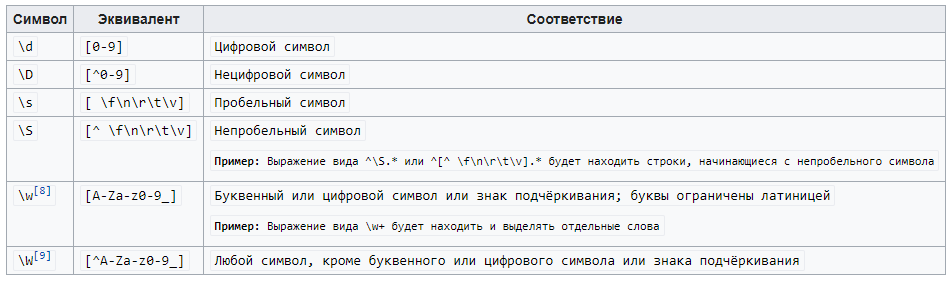 Символ Эквивалент Соответствие
\d [0-9] Цифровой символ
\D [^0-9] Нецифровой символ
\s [ \f\n\r\t\v] Пробельный символ
\S [^ \f\n\r\t\v] Непробельный символ
Пример: Выражение вида ^\S.* или ^[^ \f\n\r\t\v].* будет находить строки, начинающиеся с непробельного символа
\w[8] [A-Za-z0-9_] Буквенный или цифровой символ или знак подчёркивания; буквы ограничены латиницей
Пример: Выражение вида \w+ будет находить и выделять отдельные слова
\W[9] [^A-Za-z0-9_] Любой символ, кроме буквенного или цифрового символа или знака подчёркивания